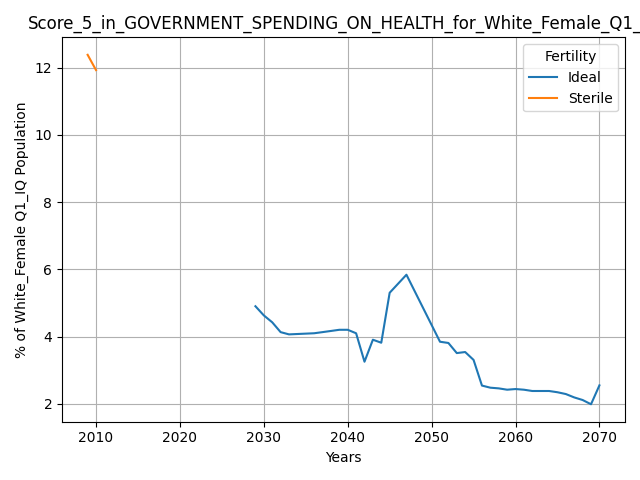 Score_5_in_GOVERNMENT_SPENDING_ON_HEALTH_for_White_Female_Q1_
Fertility
Ideal
Sterile
% of White_Female Q1_IQ Population
12
10
8
6
4
2
2010 2020 2030 2040 2050 2060 2070
Years